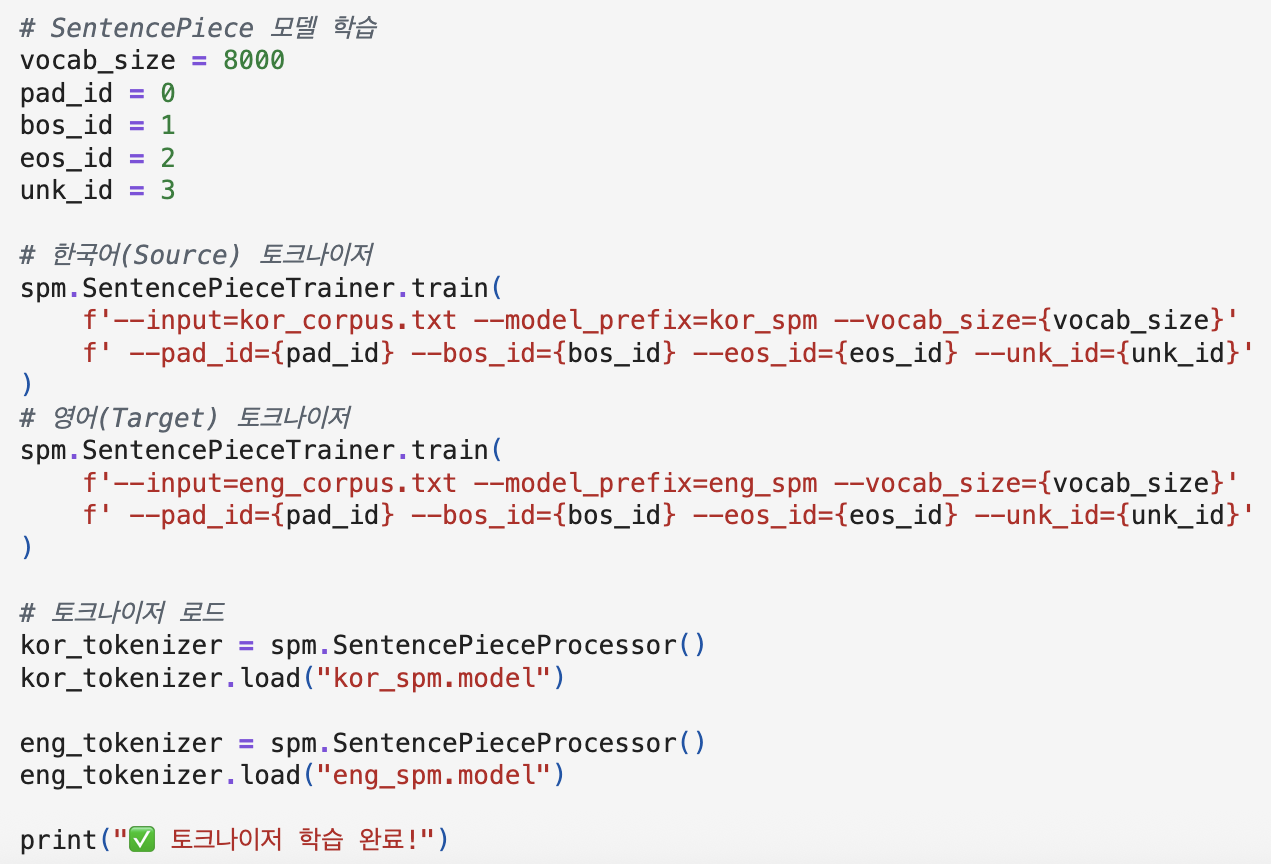 # SentencePiece 모델 학습
vocab_size = 8000
pad_id = 0
bos_id = 1
eos_id = 2
unk_id = 3
# 한국어(Source) 토크나이저
spm.SentencePieceTrainer.train(
    f'--input=kor_corpus.txt --model_prefix=kor_spm --vocab_size={vocab_size}'
    f' --pad_id={pad_id} --bos_id={bos_id} --eos_id={eos_id} --unk_id={unk_id}'
)
# 영어(Target) 토크나이저
spm.SentencePieceTrainer.train(
    f'--input=eng_corpus.txt --model_prefix=eng_spm --vocab_size={vocab_size}'
    f' --pad_id={pad_id} --bos_id={bos_id} --eos_id={eos_id} --unk_id={unk_id}'
)
# 토크나이저 로드
kor_tokenizer = spm.SentencePieceProcessor()
kor_tokenizer.load("kor_spm.model")
eng_tokenizer = spm.SentencePieceProcessor()
eng_tokenizer.load("eng_spm.model")
print("✅ 토크나이저 학습 완료!")